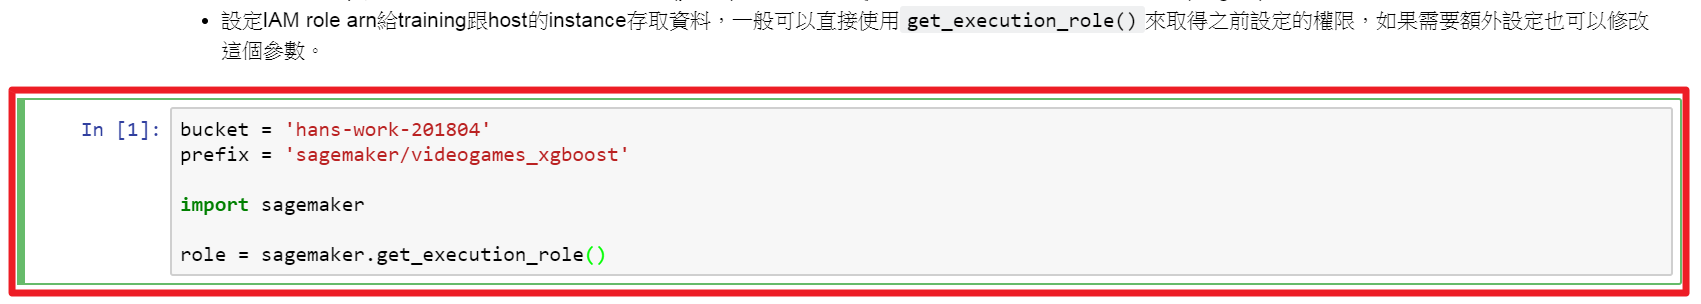 • 設定IAM role arn給training跟host的instance存取資料，一般可以直接使用 get_execution_role() 來取得之前設定的權限，如果需要額外設定也可以修改
這個參數。
In [1]: bucket = 'hans-work-201804'
prefix = 'sagemaker/videogames_xgboost'
import sagemaker
role = sagemaker.get_execution_role()